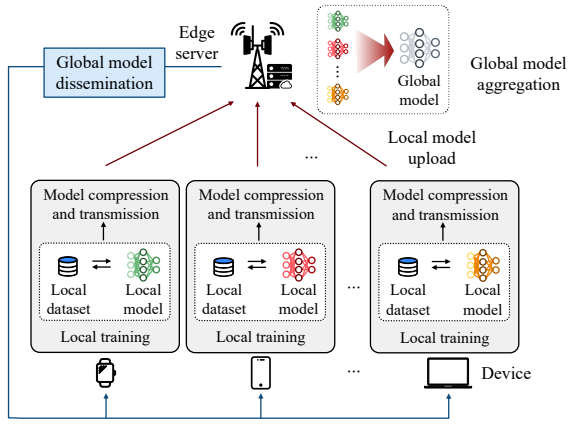 Edge
server
Global model
dissemination
Global
model
Global model
aggregation
Local model
upload
...
Model compression
and transmission
Local
dataset
Local
model
Local training
Model compression
and transmission
Local
dataset
Local
model
Local training
...
Model compression
and transmission
Local
dataset
Local
model
Local training
...
Device